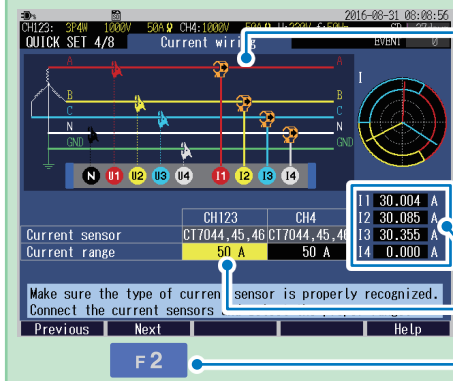 2016-08-31 08:08:56
CH123: 3P4W 1000V 50A CH4:1000V
QUICK SET 4/8 Current wiring EVENT 0
A A I
B B
C C
N N
GND GND
N U1 U2 U3 U4 I1 I2 I3 I4
I1 30.004 A
I2 30.085 A
I3 30.355 A
I4 0.000 A
CH123 CH4
Current sensor CT7044,45,46 CT7044,45,46
Current range 50 A 50 A
Make sure the type of current sensor is properly recognized.
Connect the current sensors
Previous Next Help
F2